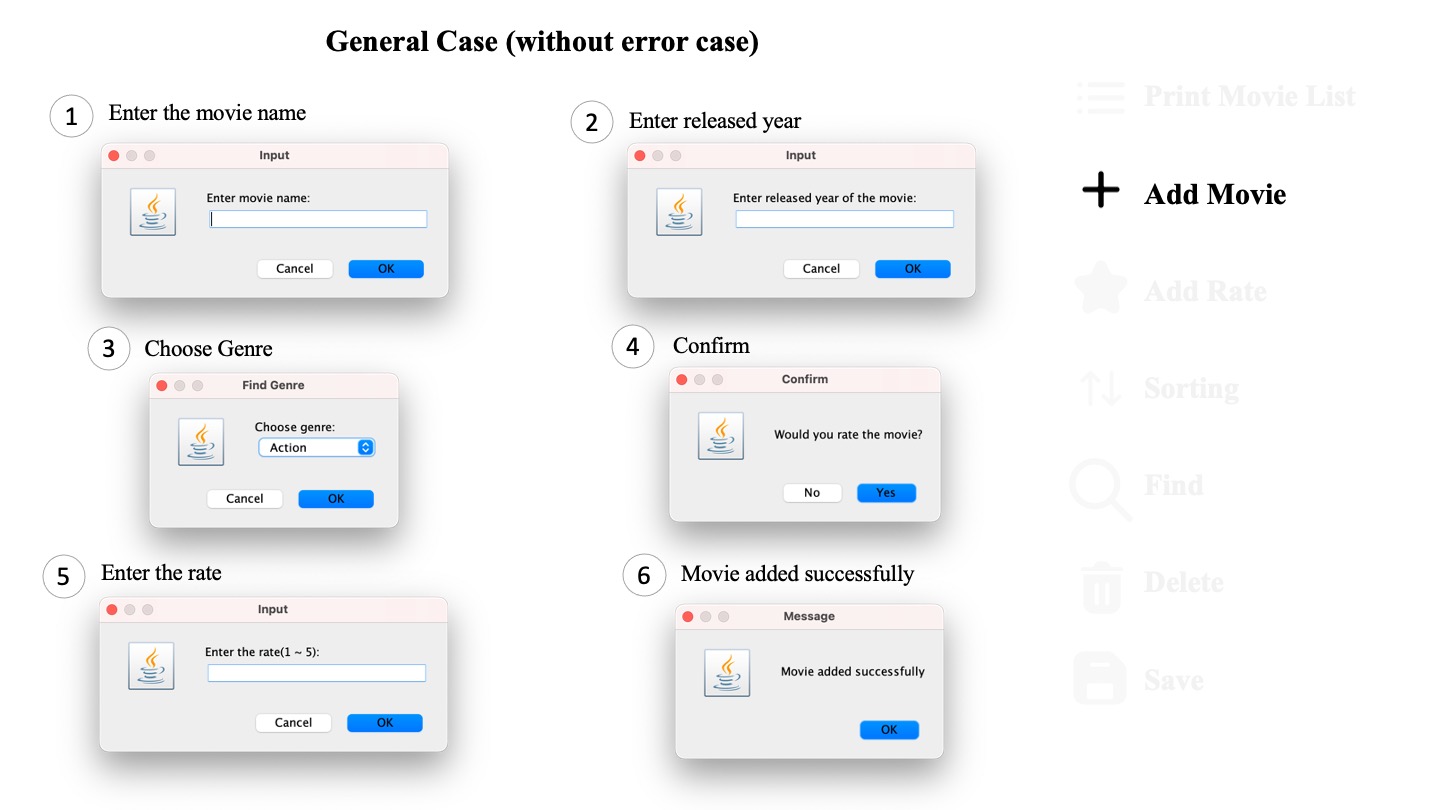 General Case (without error case)
1 Enter the movie name
Input
Enter movie name:
Cancel OK
2 Enter released year
Input
Enter released year of the movie:
Cancel OK
3 Choose Genre
Find Genre
Choose genre:
Action
Cancel OK
4 Confirm
Confirm
Would you rate the movie?
No Yes
5 Enter the rate
Input
Enter the rate(1 ~ 5):
Cancel OK
6 Movie added successfully
Message
Movie added successfully
OK
Print Movie List
Add Movie
Add Rate
Sorting
Find
Delete
Save